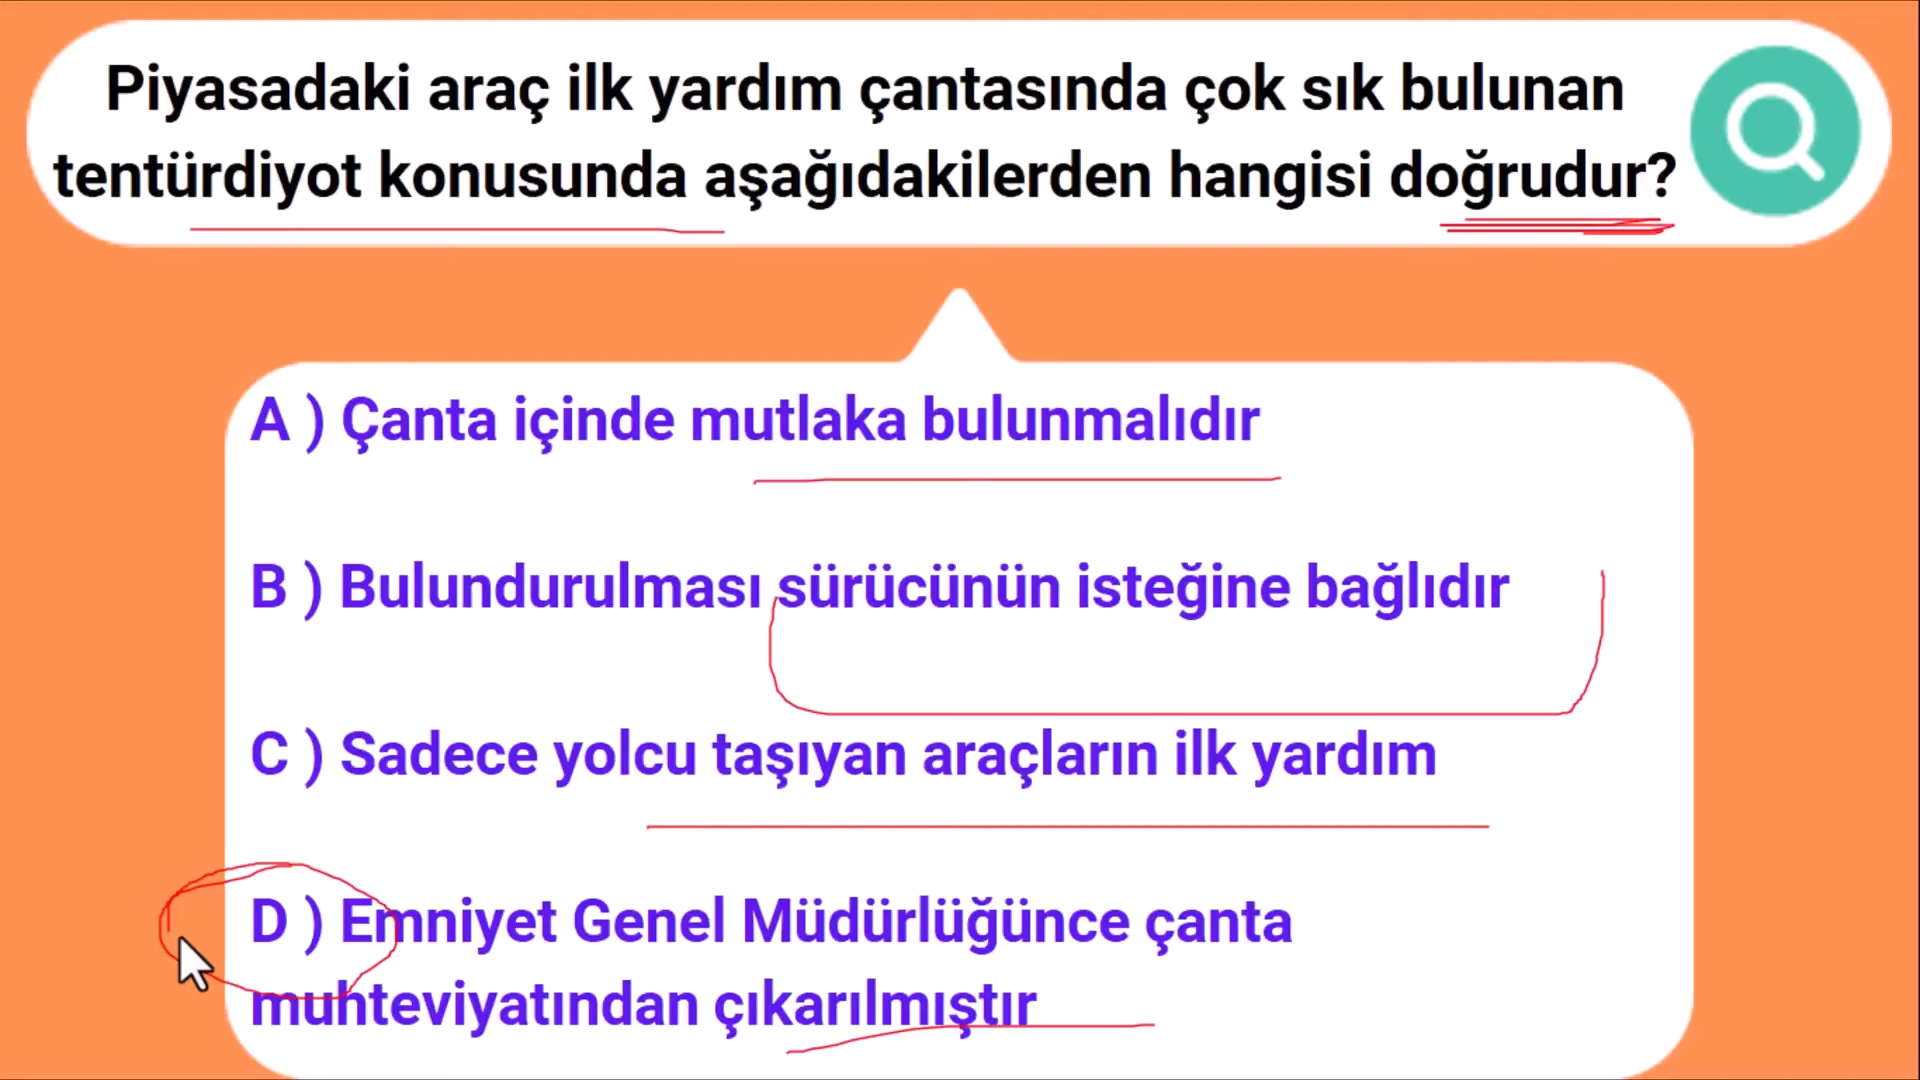 Piyasadaki araç ilk yardım çantasında çok sık bulunan
tentürdiyot konusunda aşağıdakilerden hangisi doğrudur?
A ) Çanta içinde mutlaka bulunmalıdır
B ) Bulundurulması sürücünün isteğine bağlıdır
C ) Sadece yolcu taşıyan araçların ilk yardım
D ) Emniyet Genel Müdürlüğünce çanta
muhteviyatından çıkarılmıştır